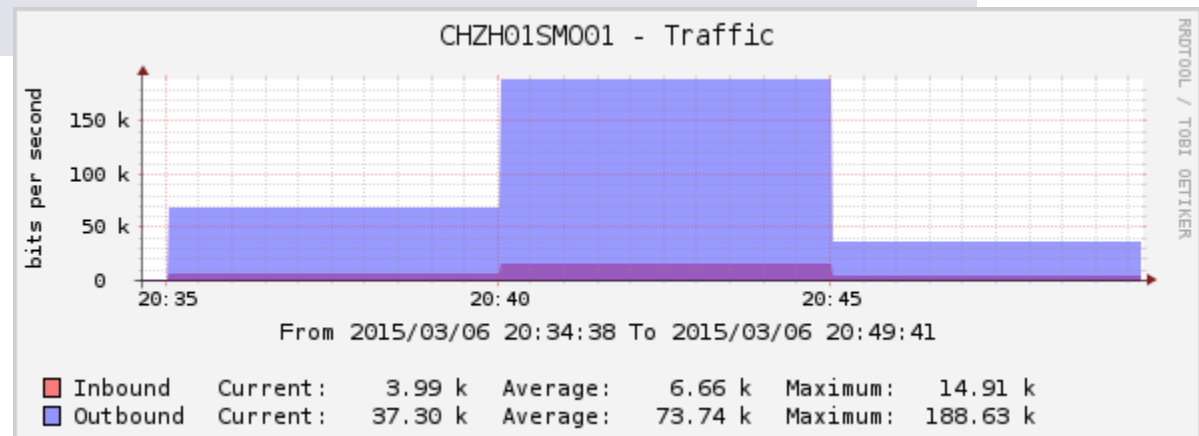 CHZH01SMO01 - Traffic
RRDTOOL / TOBI OETIKER
bits per second
150 k
100 k
50 k
0
20:35 20:40 20:45
From 2015/03/06 20:34:38 To 2015/03/06 20:49:41
Inbound Current: 3.99 k Average: 6.66 k Maximum: 14.91 k
Outbound Current: 37.30 k Average: 73.74 k Maximum: 188.63 k